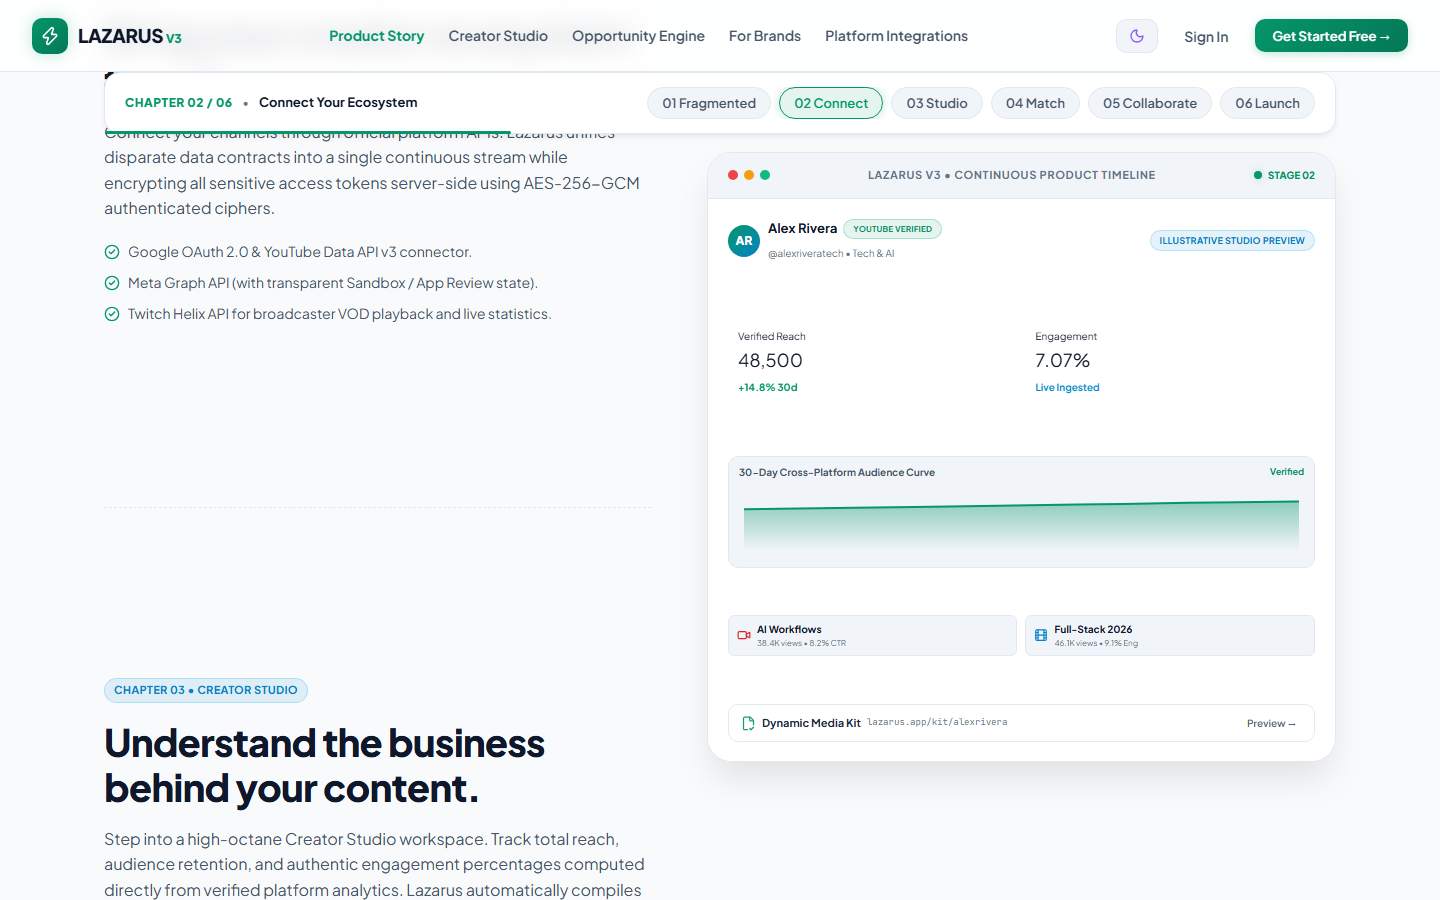 LAZARUS V3
Product Story
Creator Studio
Opportunity Engine
For Brands
Platform Integrations
Sign In
Get Started Free →
CHAPTER 02 / 06 • Connect Your Ecosystem
01 Fragmented
02 Connect
03 Studio
04 Match
05 Collaborate
06 Launch
Connect your channels through official platform APIs. Lazarus unifies
disparate data contracts into a single continuous stream while
encrypting all sensitive access tokens server-side using AES-256-GCM
authenticated ciphers.
Google OAuth 2.0 & YouTube Data API v3 connector.
Meta Graph API (with transparent Sandbox / App Review state).
Twitch Helix API for broadcaster VOD playback and live statistics.
CHAPTER 03 • CREATOR STUDIO
Understand the business
behind your content.
Step into a high-octane Creator Studio workspace. Track total reach,
audience retention, and authentic engagement percentages computed
directly from verified platform analytics. Lazarus automatically compiles
LAZARUS V3 • CONTINUOUS PRODUCT TIMELINE
STAGE 02
AR
Alex Rivera
YOUTUBE VERIFIED
@alexriveratech • Tech & AI
ILLUSTRATIVE STUDIO PREVIEW
Verified Reach
48,500
+14.8% 30d
Engagement
7.07%
Live Ingested
30-Day Cross-Platform Audience Curve
Verified
AI Workflows
38.4K views • 8.2% CTR
Full-Stack 2026
46.1K views • 9.1% Eng
Dynamic Media Kit lazarus.app/kit/alexrivera
Preview →